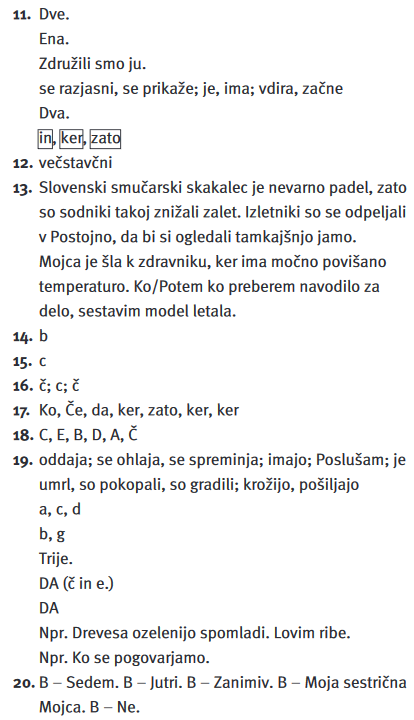 11. Dve.
Ena.
Združili smo ju.
se razjasni, se prikaže; je, ima; vdira, začne
Dva.
in, ker, zato
12. večstavčni
13. Slovenski smučarski skakalec je nevarno padel, zato
so sodniki takoj znižali zalet. Izletniki so se odpeljali
v Postojno, da bi si ogledali tamkajšnjo jamo.
Mojca je šla k zdravniku, ker ima močno povišano
temperaturo. Ko/Potem ko preberem navodilo za
delo, sestavim model letala.
14. b
15. c
16. č; c; č
17. Ko, Če, da, ker, zato, ker, ker
18. C, E, B, D, A, Č
19. oddaja; se ohlaja, se spreminja; imajo; Poslušam; je
umrl, so pokopali, so gradili; krožijo, pošiljajo
a, c, d
b, g
Trije.
DA (č in e.)
DA
Npr. Drevesa ozelenijo spomladi. Lovim ribe.
Npr. Ko se pogovarjamo.
20. B – Sedem. B – Jutri. B – Zanimiv. B – Moja sestrična
Mojca. B – Ne.